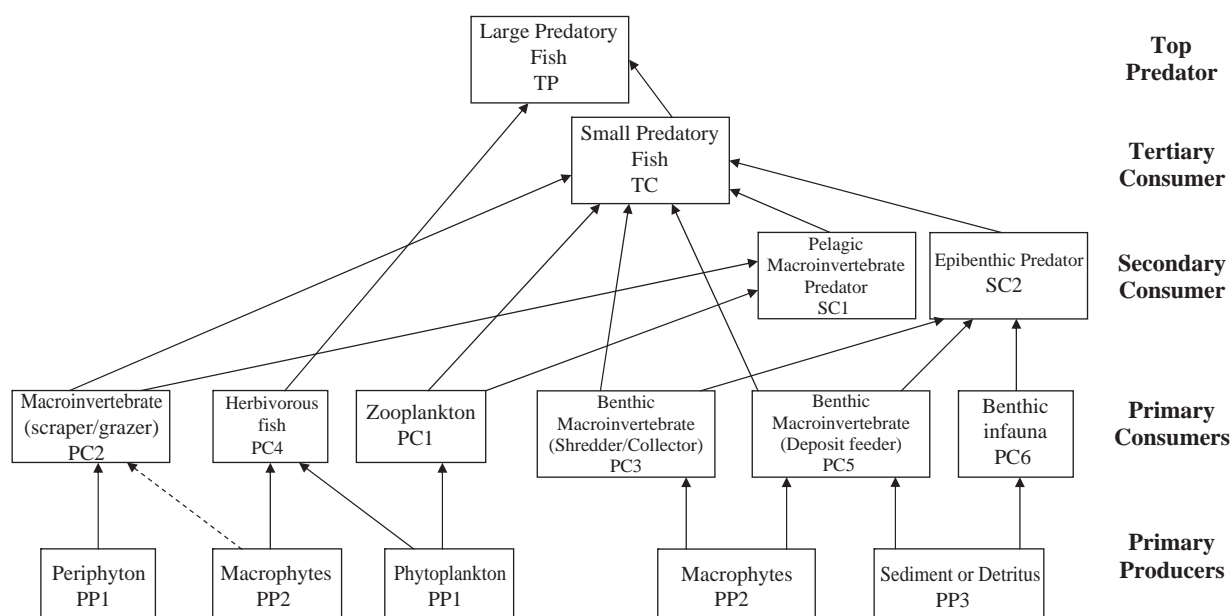 Large Predatory
Fish
TP
Top
Predator
Small Predatory
Fish
TC
Tertiary
Consumer
Pelagic
Macroinvertebrate
Predator
SC1
Epibenthic Predator
SC2
Secondary
Consumer
Macroinvertebrate
(scraper/grazer)
PC2
Herbivorous
fish
PC4
Zooplankton
PC1
Benthic
Macroinvertebrate
(Shredder/Collector)
PC3
Benthic
Macroinvertebrate
(Deposit feeder)
PC5
Benthic
infauna
PC6
Primary
Consumers
Periphyton
PP1
Macrophytes
PP2
Phytoplankton
PP1
Macrophytes
PP2
Sediment or Detritus
PP3
Primary
Producers